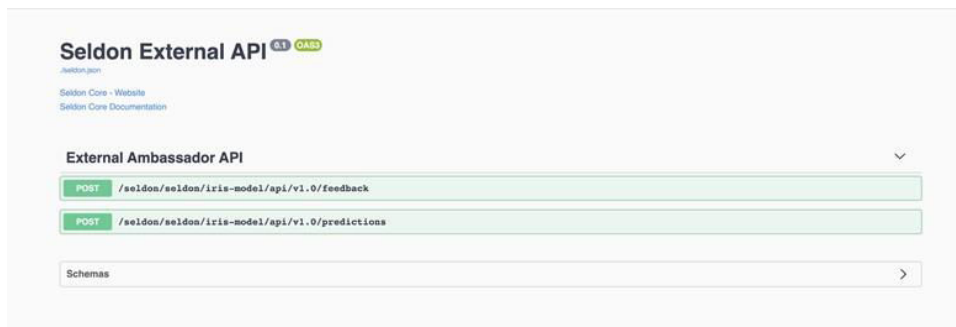 Seldon External API 0.1 OAS3
./seldon.json
Seldon Core - Website
Seldon Core Documentation
External Ambassador API
POST /seldon/seldon/iris-model/api/v1.0/feedback
POST /seldon/seldon/iris-model/api/v1.0/predictions
Schemas